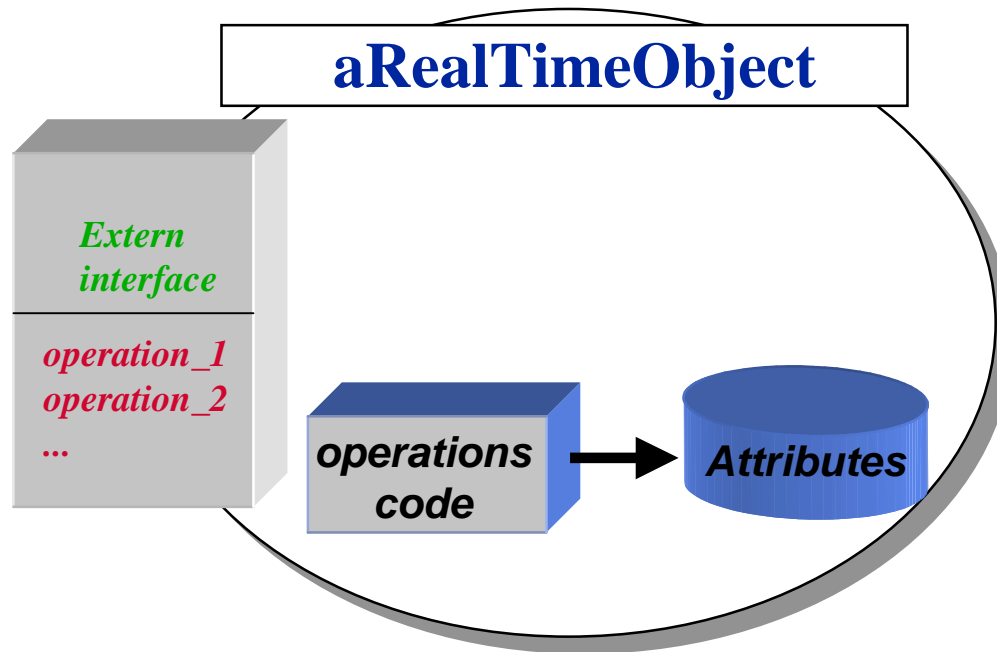 aRealTimeObject
Extern
interface
operation_1
operation_2
...
operations
code
Attributes